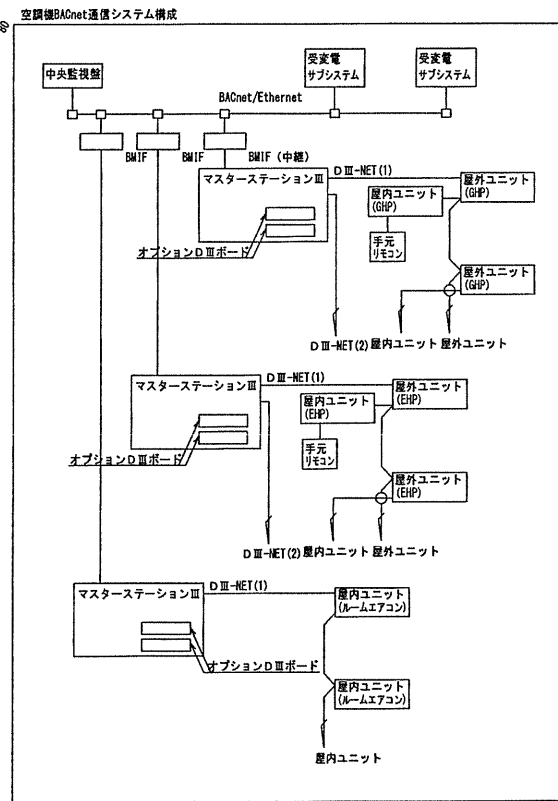 空調機BACnet通信システム構成
80
中央監視盤
受変電
サブシステム
受変電
サブシステム
BACnet/Ethernet
BMIF
BMIF
BMIF (中継)
マスターステーションⅢ
オプションDⅢボード
DⅢ-NET(1)
屋内ユニット
(GHP)
手元
リモコン
屋外ユニット
(GHP)
屋外ユニット
(GHP)
DⅢ-NET(2)
屋内ユニット
屋外ユニット
マスターステーションⅢ
オプションDⅢボード
DⅢ-NET(1)
屋内ユニット
(EHP)
手元
リモコン
屋外ユニット
(EHP)
屋外ユニット
(EHP)
DⅢ-NET(2)
屋内ユニット
屋外ユニット
マスターステーションⅢ
オプションDⅢボード
DⅢ-NET(1)
屋内ユニット
(ルームエアコン)
屋内ユニット
(ルームエアコン)
屋内ユニット